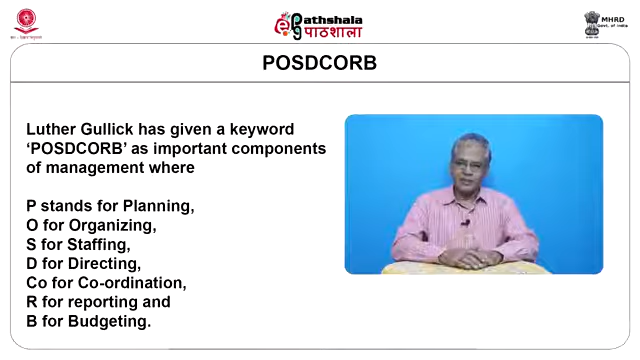 Pathshala
पाठशाला
MHRD
Govt. of India
POSDCORB
Luther Gullick has given a keyword
‘POSDCORB’ as important components
of management where
P stands for Planning,
O for Organizing,
S for Staffing,
D for Directing,
Co for Co-ordination,
R for reporting and
B for Budgeting.